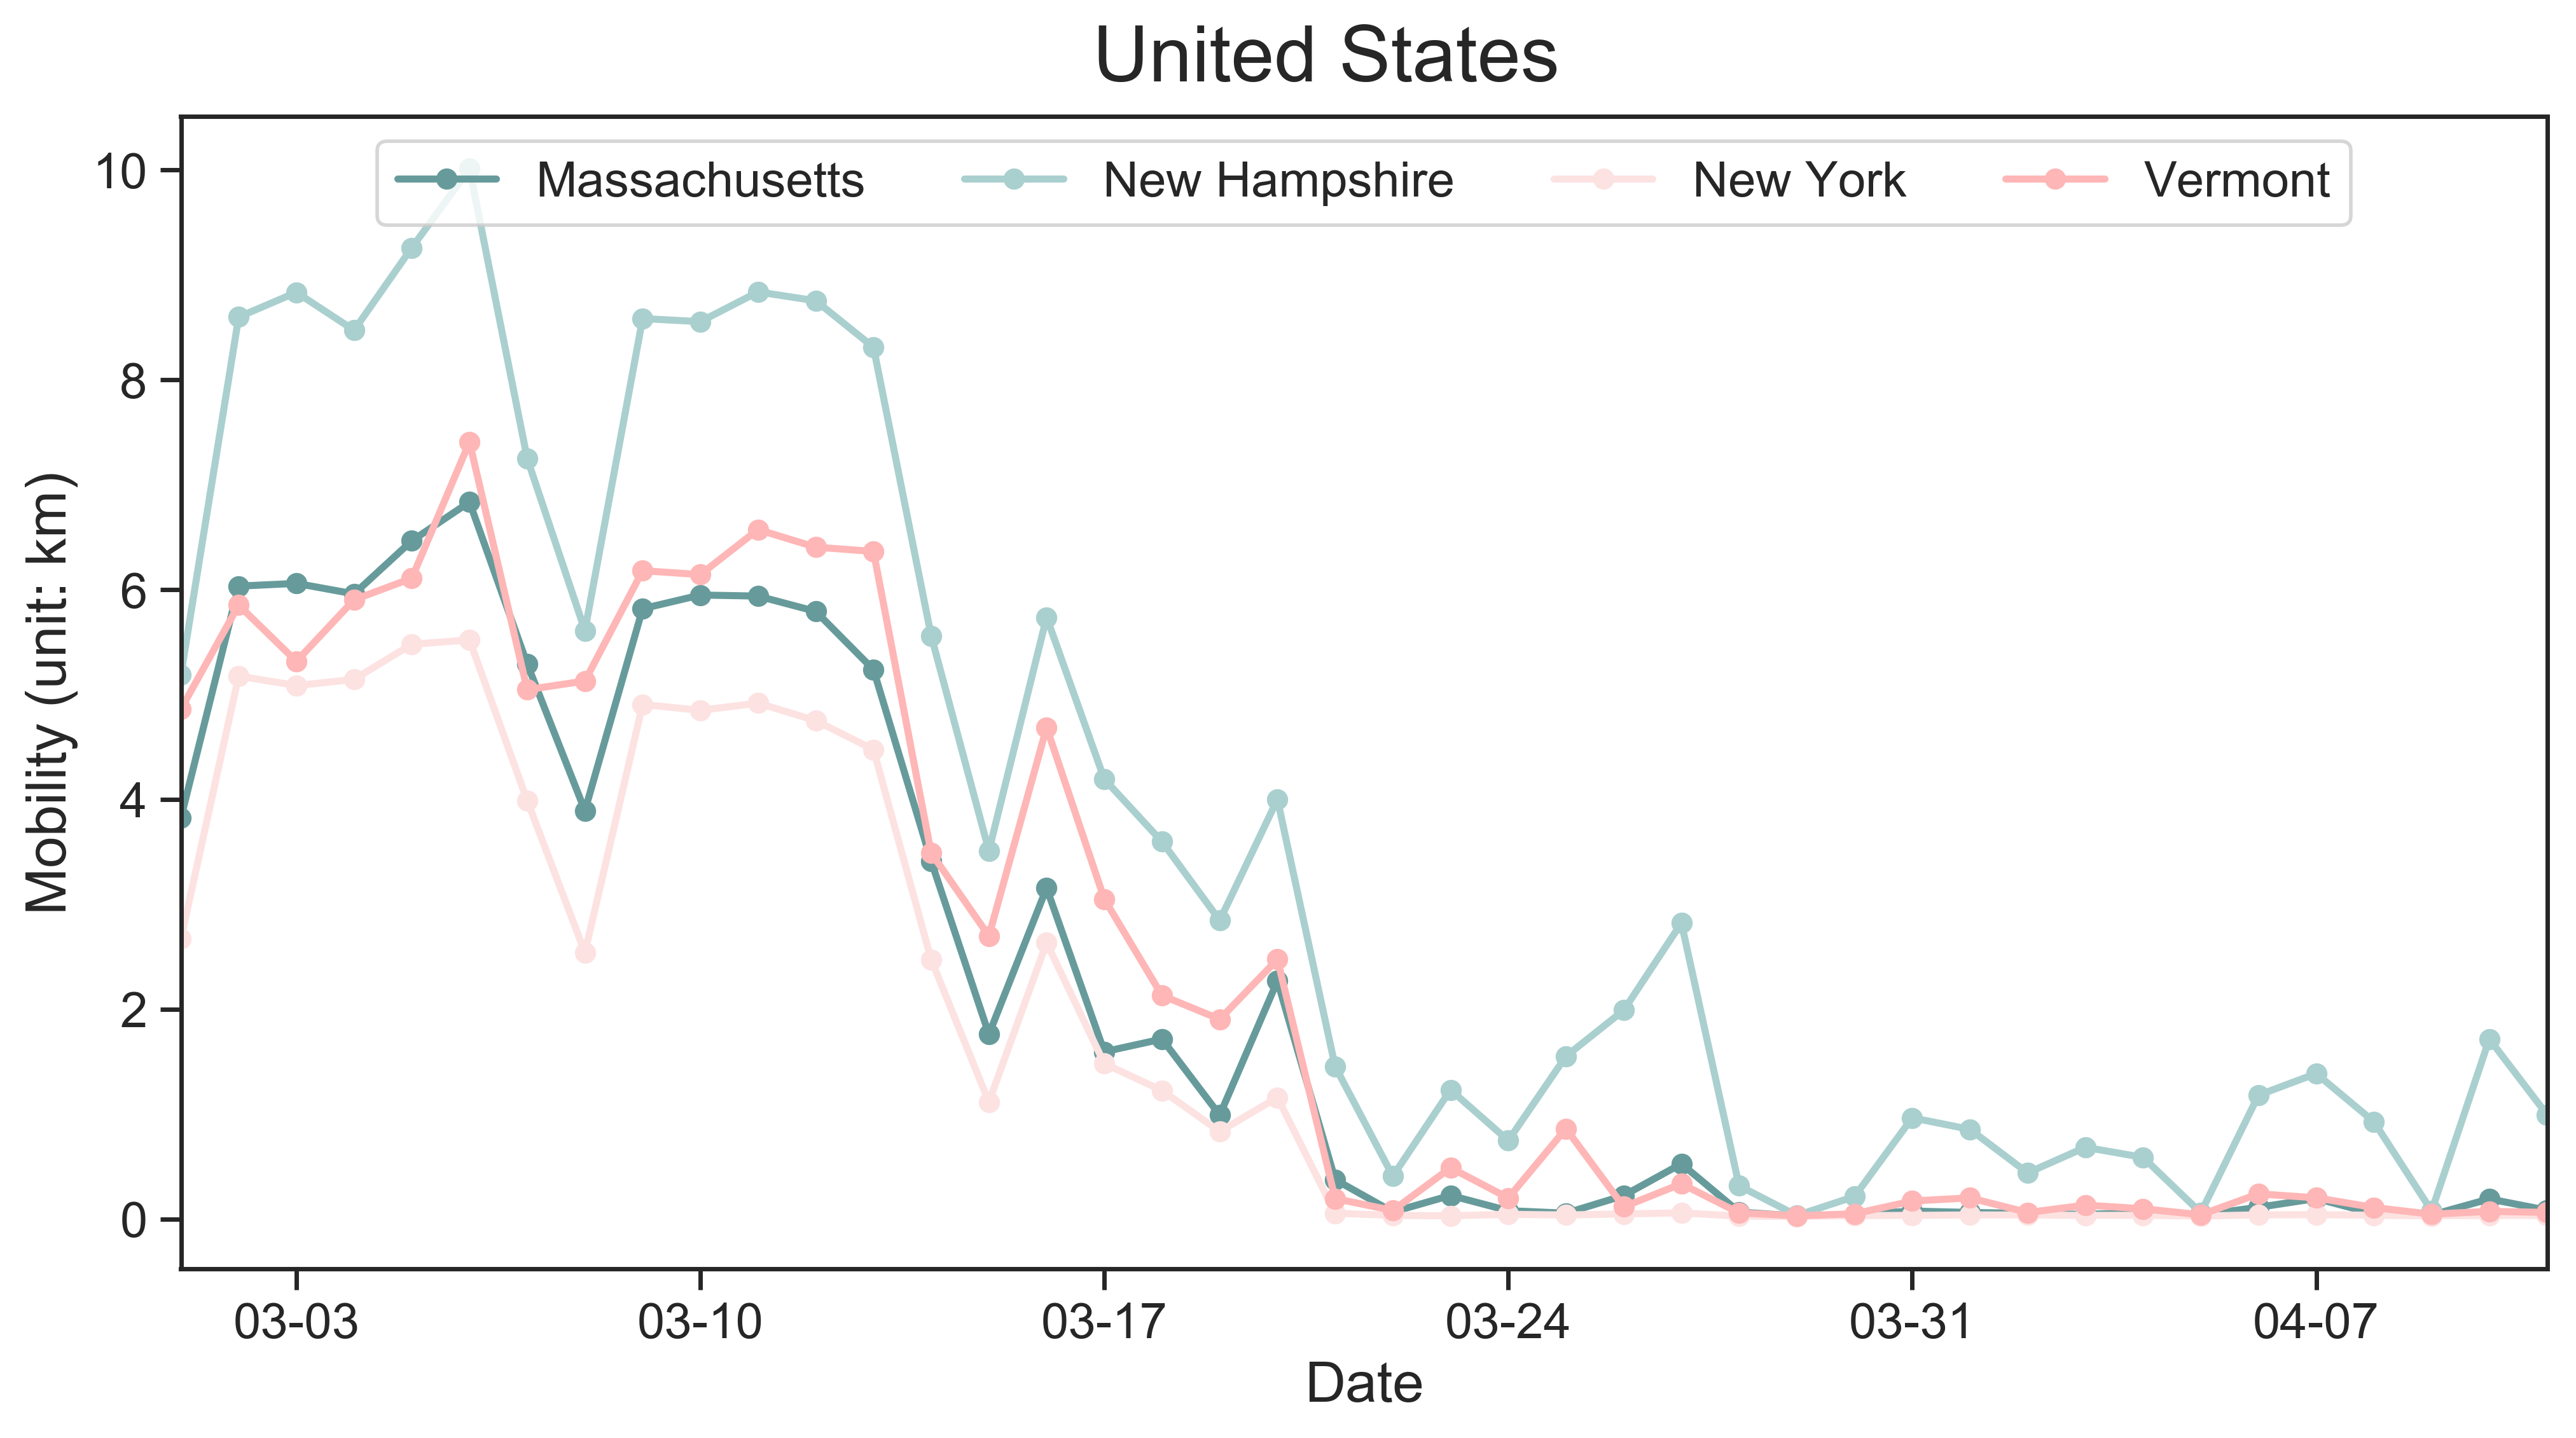 United States
Massachusetts New Hampshire New York Vermont
Mobility (unit: km)
10
8
6
4
2
0
03-03 03-10 03-17 03-24 03-31 04-07
Date